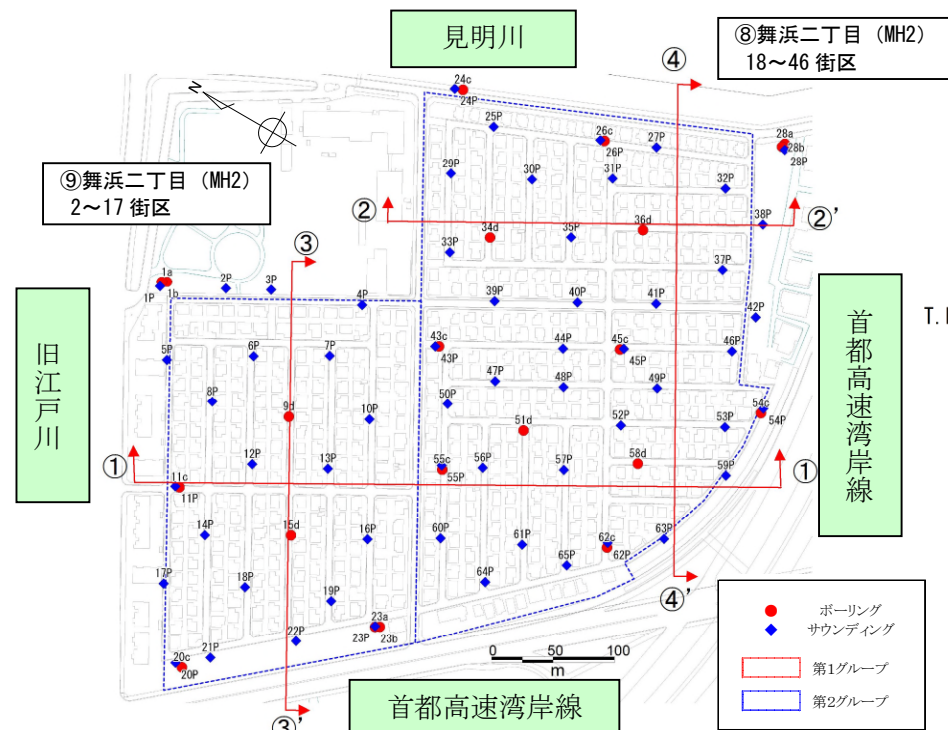 見明川
⑧舞浜二丁目（MH2）
18～46 街区
N
⑨舞浜二丁目（MH2）
2～17 街区
旧江戸川
首都高速湾岸線
首都高速湾岸線
T.
④
④’
②
②’
③
③’
①
①’
24c
24P
25P
26c
26P
27P
28a
28b
28P
29P
30P
31P
32P
33P
34d
35P
36d
37P
38P
1a
1P
1b
2P
3P
4P
39P
40P
41P
42P
5P
6P
7P
43c
43P
44P
45c
45P
46P
8P
9d
10P
47P
48P
49P
50P
51d
52P
53P
54c
54P
11c
11P
12P
13P
55c
55P
56P
57P
58d
59P
14P
15d
16P
60P
61P
62c
62P
63P
17P
18P
19P
64P
65P
20c
20P
21P
22P
23a
23P
23b
0 50 100
m
ボーリング
サウンディング
第1グループ
第2グループ